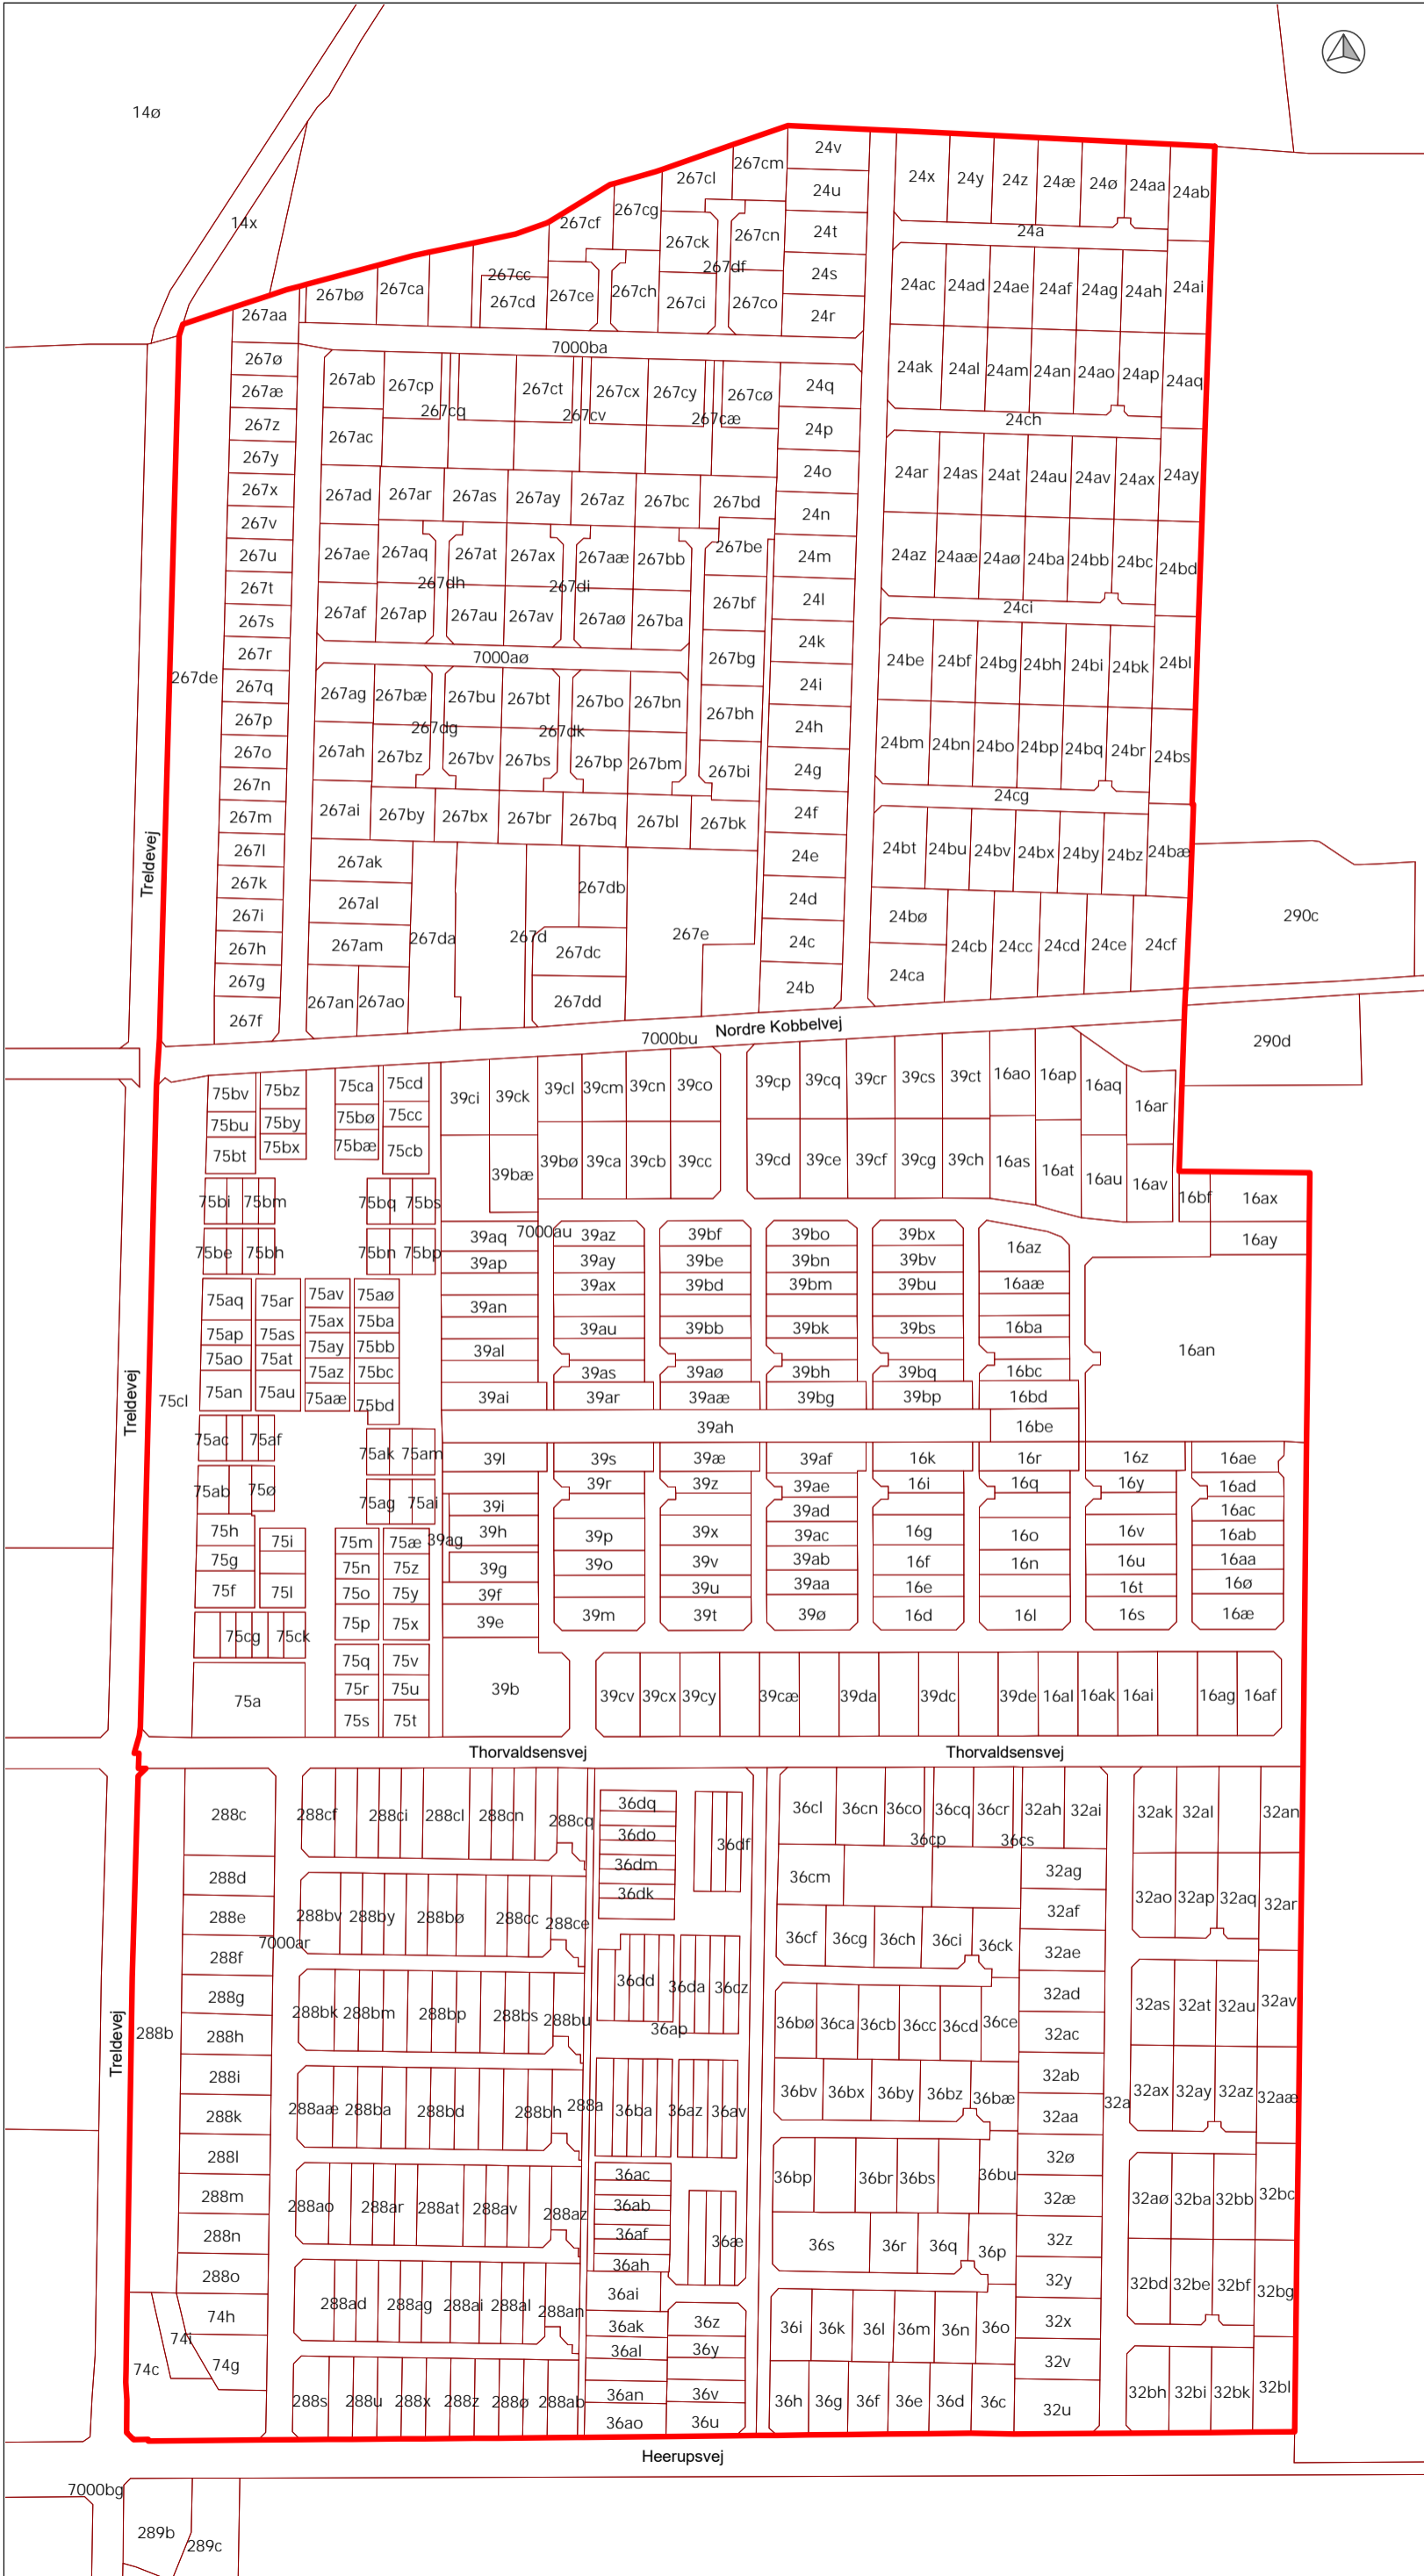 14ø
14x
24v
24u
24t
24s
24r
24x 24y 24z 24æ 24ø 24aa 24ab
24a
267cl 267cm
267cg
267cf
267ck 267cn
267df
267cc
267cd 267ce 267ch 267ci 267co
267bø 267ca
267aa
24ac 24ad 24ae 24af 24ag 24ah 24ai
7000ba
267ø
267æ
267z
267y
267x
267v
267u
267t
267s
267r
267q
267p
267o
267n
267m
267l
267k
267i
267h
267g
267f
267de
267ab 267cp 267ct 267cx 267cy 267cø
267cq 267cv 267cæ
267ac
267ad 267ar 267as 267ay 267az 267bc 267bd
267ae 267aq 267at 267ax 267aæ 267bb 267be
267dh 267di
267af 267ap 267au 267av 267aø 267ba 267bf
7000aø
267bg
267ag 267bæ 267bu 267bt 267bo 267bn
267bh
267dg 267dk
267ah 267bz 267bv 267bs 267bp 267bm 267bi
267ai 267by 267bx 267br 267bq 267bl 267bk
267ak
267al
267am
267an 267ao
267da 267d 267db
267dc
267dd
267e
24q
24p
24o
24n
24m
24l
24k
24i
24h
24g
24f
24e
24d
24c
24b
24ak 24al 24am 24an 24ao 24ap 24aq
24ch
24ar 24as 24at 24au 24av 24ax 24ay
24az 24aæ 24aø 24ba 24bb 24bc 24bd
24ci
24be 24bf 24bg 24bh 24bi 24bk 24bl
24bm 24bn 24bo 24bp 24bq 24br 24bs
24cg
24bt 24bu 24bv 24bx 24by 24bz 24bæ
24bø
24ca
24cb 24cc 24cd 24ce 24cf
290c
290d
Treldevej
Nordre Kobbelvej
7000bu
75bv 75bz 75ca 75cd
75bu 75by 75bø 75cc
75bt 75bx 75bæ 75cb
75bi 75bm 75bq 75bs
75be 75bh 75bn 75bp
75aq 75ar 75av 75aø
75ap 75as 75ax 75ba
75ao 75at 75ay 75bb
75an 75au 75az 75bc
75aæ 75bd
75cl
75ac 75af 75ak 75am
75ab 75ø 75ag 75ai
75h 75i 75m 75æ
75g 75n 75z
75f 75l 75o 75y
75p 75x
75cg 75ck
75q 75v
75a 75r 75u
75s 75t
Treldevej
39ci 39ck 39cl 39cm 39cn 39co 39cp 39cq 39cr 39cs 39ct 16ao 16ap 16aq 16ar
39bæ 39bø 39ca 39cb 39cc 39cd 39ce 39cf 39cg 39ch 16as 16at 16au 16av
16bf 16ax
16ay
7000au
39aq 39az 39bf 39bo 39bx 16az
39ap 39ay 39be 39bn 39bv
39ax 39bd 39bm 39bu 16aæ
39an
39au 39bb 39bk 39bs 16ba
39al
39as 39aø 39bh 39bq 16bc
39ai 39ar 39aæ 39bg 39bp 16bd
16an
39ah 16be
39l 39s 39æ 39af 16k 16r 16z 16ae
39r 39z 39ae 16i 16q 16y 16ad
39i 39ad 16ac
39h 39p 39x 39ac 16g 16o 16v 16ab
39ag
39g 39o 39v 39ab 16f 16n 16u 16aa
39f 39u 39aa 16e 16t 16ø
39e 39m 39t 39ø 16d 16l 16s 16æ
39b 39cv 39cx 39cy 39cæ 39da 39dc 39de 16al 16ak 16ai 16ag 16af
Thorvaldsensvej Thorvaldsensvej
288c
288d
288e
288f
288g
288h
288i
288k
288l
288m
288n
288o
288b
7000ar
Treldevej
74h
74i
74g
74c
288cf 288ci 288cl 288cn 288cq
288bv 288by 288bø 288cc 288ce
288bk 288bm 288bp 288bs 288bu
288aæ 288ba 288bd 288bh 288a
288ao 288ar 288at 288av 288az
288ad 288ag 288ai 288al 288an
288s 288u 288x 288z 288ø 288ab
36dq
36do
36dm
36dk
36df
36dd 36da 36cz
36ap
36ba 36az 36av
36ac
36ab
36af
36ah
36æ
36ai
36ak
36al
36an
36ao
36z
36y
36v
36u
36cl 36cn 36co 36cq 36cr
36cp 36cs
36cm
36cf 36cg 36ch 36ci 36ck
36bø 36ca 36cb 36cc 36cd 36ce
36bv 36bx 36by 36bz 36bæ
36bp 36br 36bs 36bu
36s 36r 36q 36p
36i 36k 36l 36m 36n 36o
36h 36g 36f 36e 36d 36c
32ah 32ai
32ag
32af
32ae
32ad
32ac
32ab
32aa
32ø
32æ
32z
32y
32x
32v
32u
32a
32ak 32al 32an
32ao 32ap 32aq 32ar
32as 32at 32au 32av
32ax 32ay 32az 32aæ
32aø 32ba 32bb 32bc
32bd 32be 32bf 32bg
32bh 32bi 32bk 32bl
Heerupsvej
7000bg
289b
289c